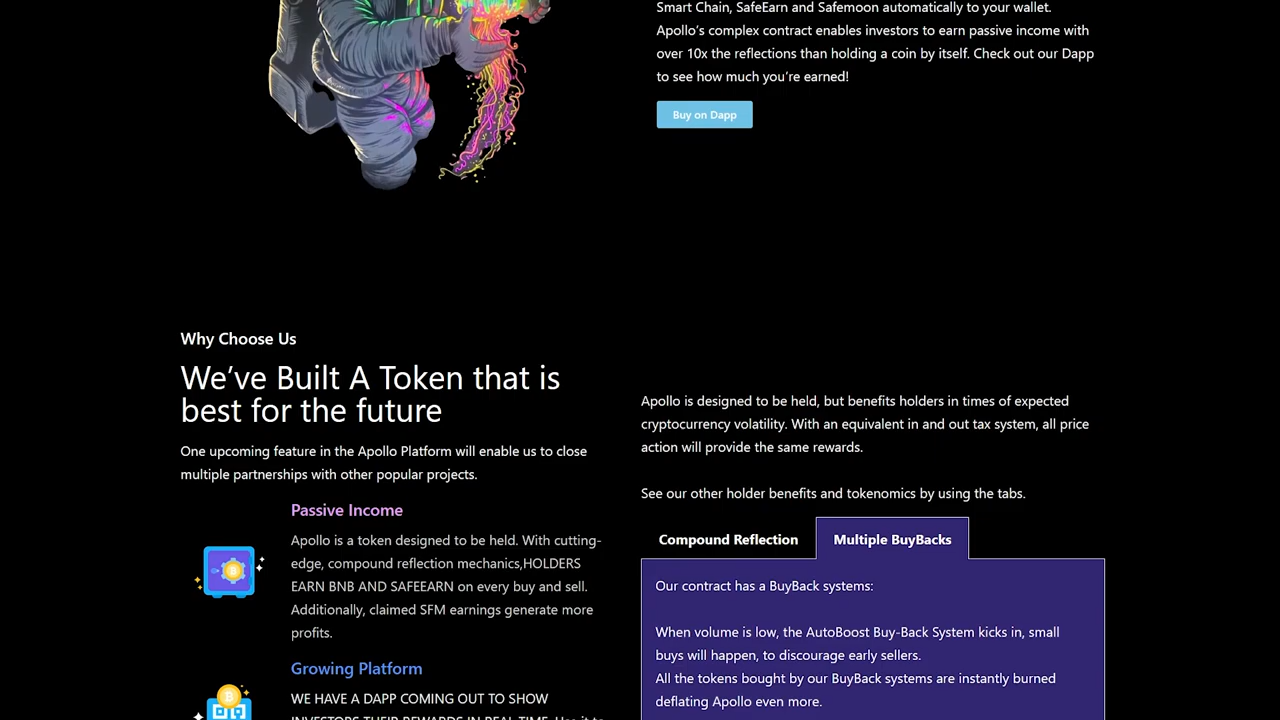 Smart Chain, SafeEarn and Safemoon automatically to your wallet.
Apollo’s complex contract enables investors to earn passive income with
over 10x the reflections than holding a coin by itself. Check out our Dapp
to see how much you’re earned!
Buy on Dapp
Why Choose Us
We’ve Built A Token that is
best for the future
One upcoming feature in the Apollo Platform will enable us to close
multiple partnerships with other popular projects.
Passive Income
Apollo is a token designed to be held. With cutting-
edge, compound reflection mechanics,HOLDERS
EARN BNB AND SAFEEARN on every buy and sell.
Additionally, claimed SFM earnings generate more
profits.
Growing Platform
WE HAVE A DAPP COMING OUT TO SHOW
INVESTORS THEIR REWARDS IN REAL TIME. Use it to
Apollo is designed to be held, but benefits holders in times of expected
cryptocurrency volatility. With an equivalent in and out tax system, all price
action will provide the same rewards.
See our other holder benefits and tokenomics by using the tabs.
Compound Reflection
Multiple BuyBacks
Our contract has a BuyBack systems:
When volume is low, the AutoBoost Buy-Back System kicks in, small
buys will happen, to discourage early sellers.
All the tokens bought by our BuyBack systems are instantly burned
deflating Apollo even more.